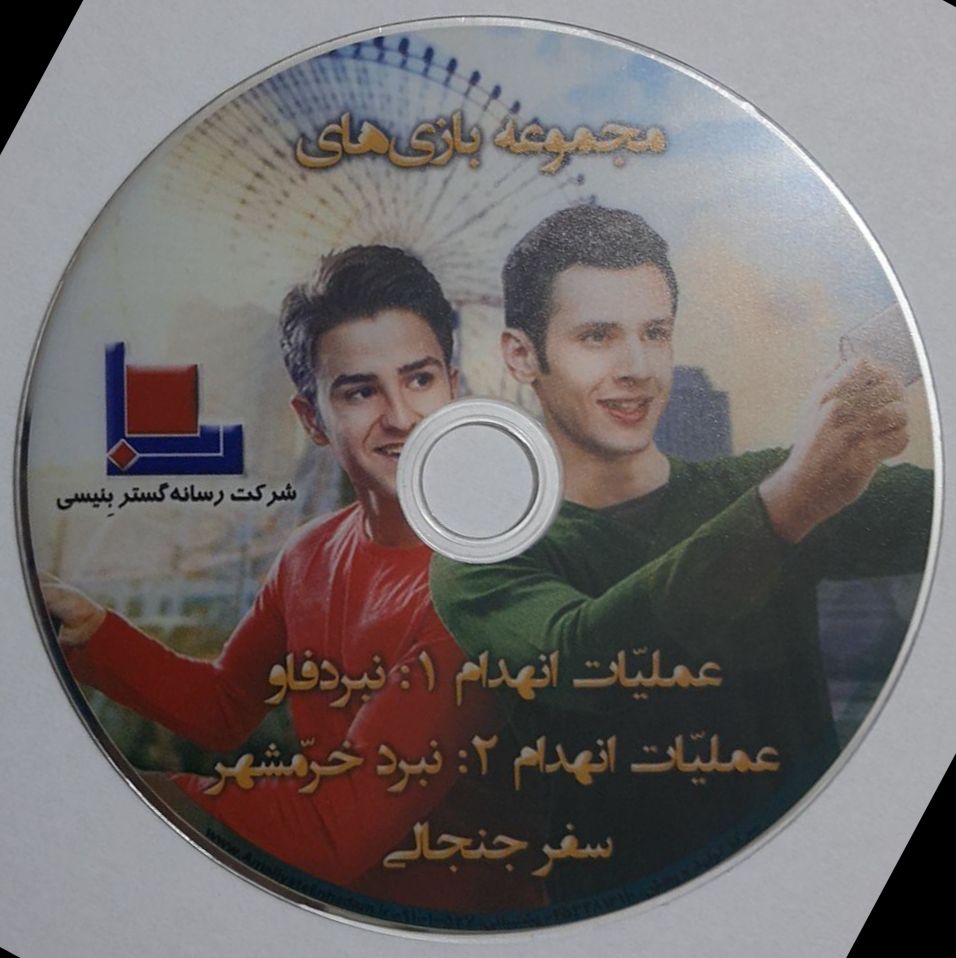 مجموعه بازی‌های
شرکت رسانه‌گستر بِنیسی
عملیّات انهدام ۱: نبردفاو
عملیّات انهدام ۲: نبرد خرّمشهر
سفر جنجالی